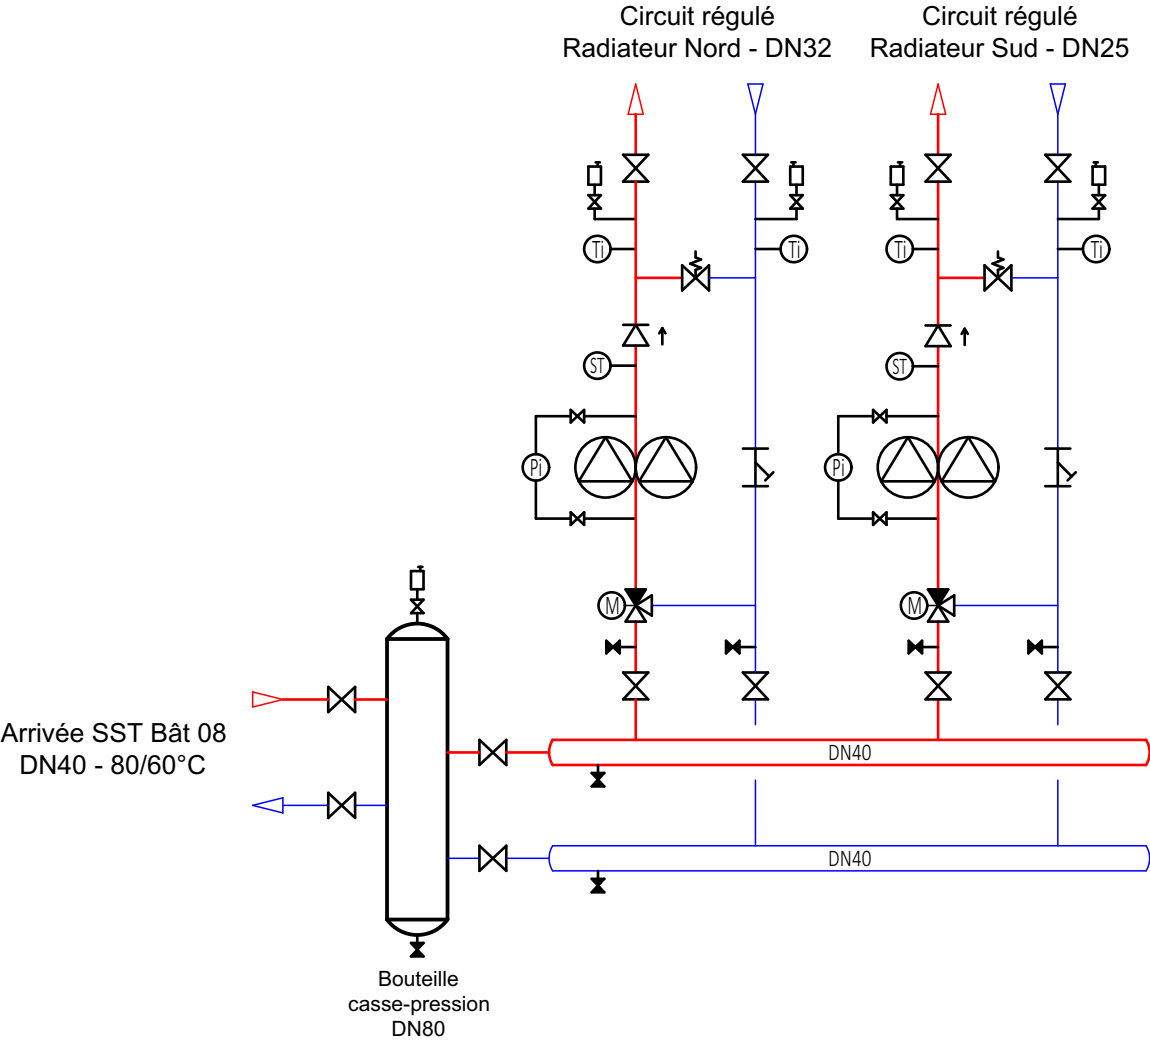 Circuit régulé
Radiateur Nord - DN32
Circuit régulé
Radiateur Sud - DN25
Ti
Ti
Ti
Ti
ST
ST
Pi
Pi
M
M
Arrivée SST Bât 08
DN40 - 80/60°C
DN40
DN40
Bouteille
casse-pression
DN80